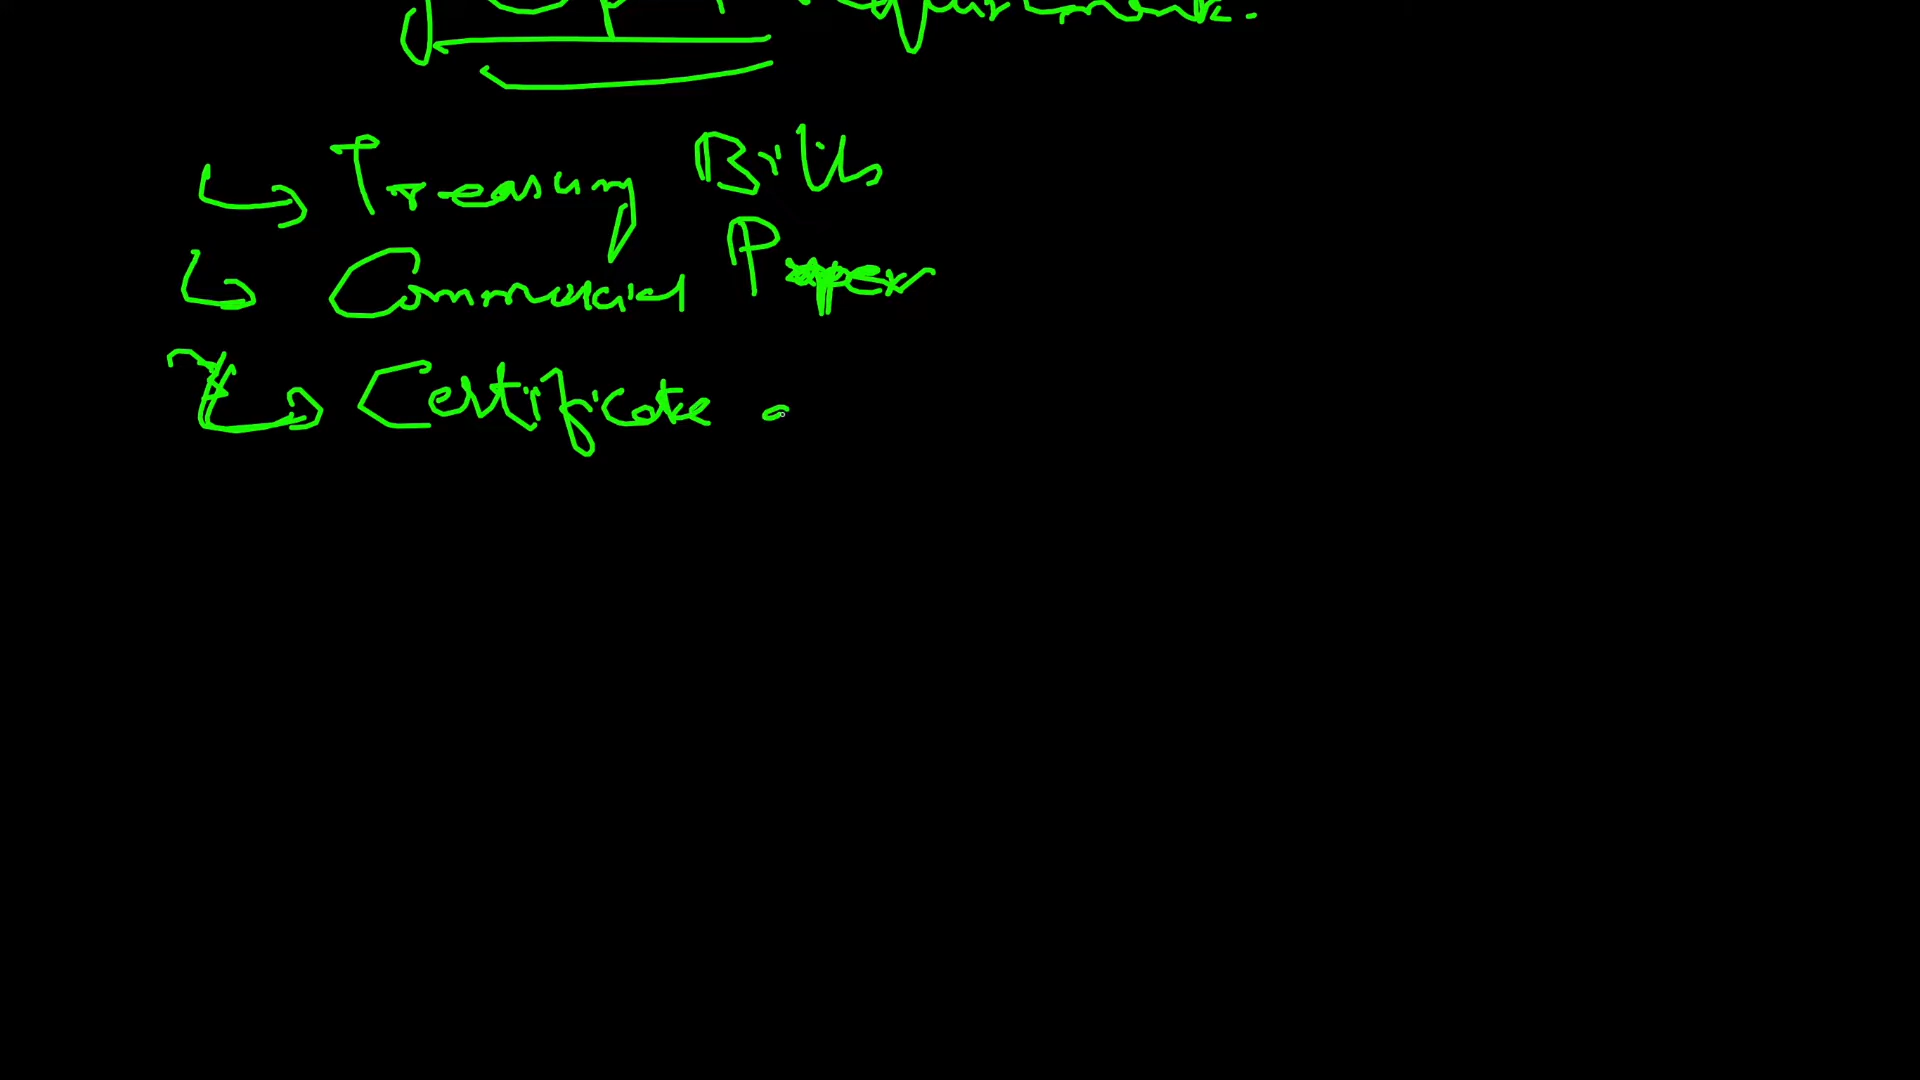 ↳ Treasury Bills
↳ Commercial Paper
↳ Certificate o